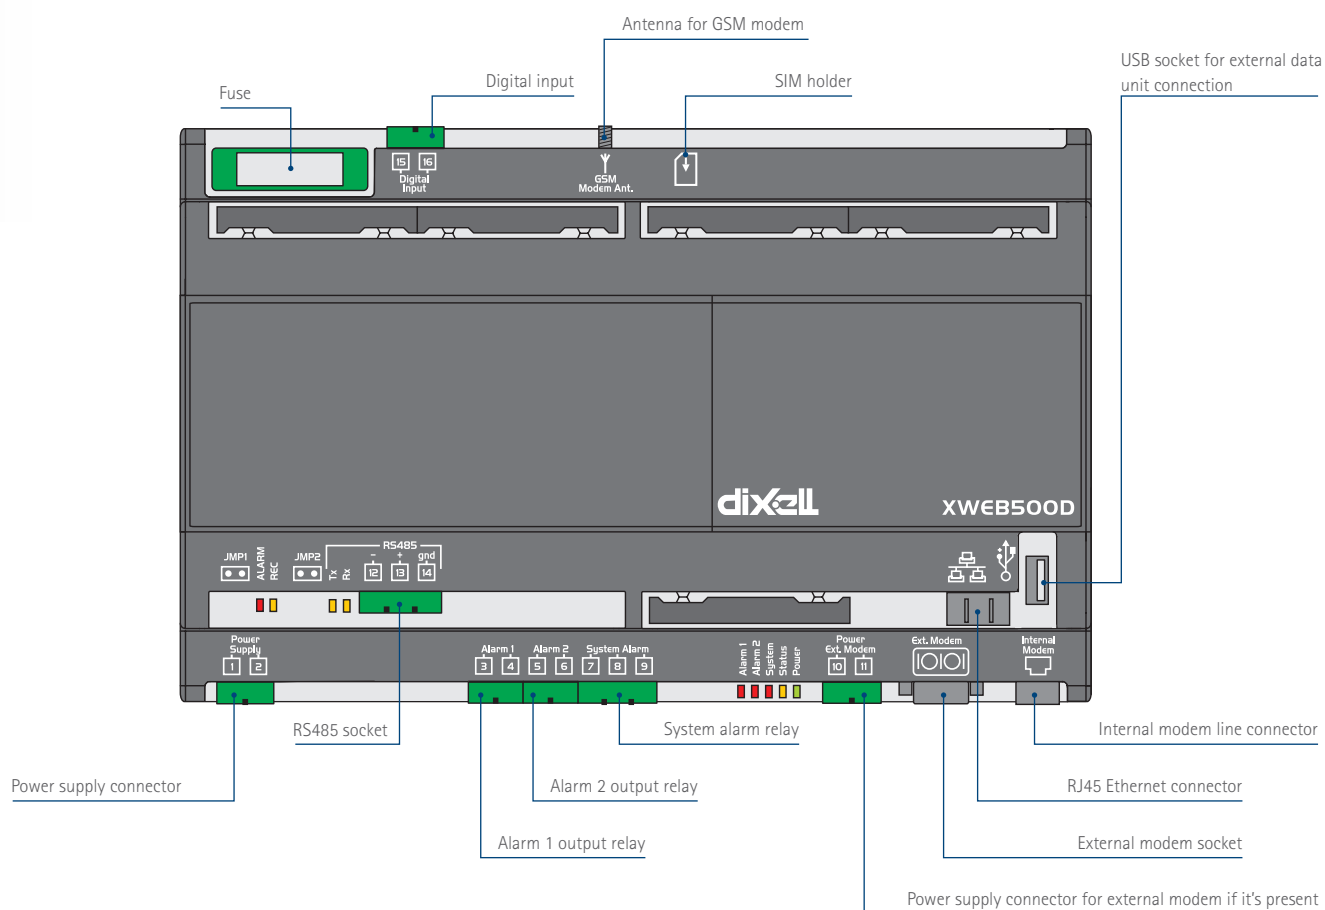 Antenna for GSM modem
USB socket for external data
unit connection
Digital input
SIM holder
Fuse
15 16
Digital
Input
GSM
Modem Ant.
dixell
XWEB500D
JMP1
ALARM
REC
JMP2
Tx
Rx
RS485
- + gnd
12 13 14
Power
Supply
1 2
Alarm 1
3 4
Alarm 2
5 6
System Alarm
7 8 9
Alarm 1
Alarm 2
System
Status
Power
Power
Ext. Modem
10 11
Ext. Modem
Internal
Modem
RS485 socket
System alarm relay
Internal modem line connector
Power supply connector
Alarm 2 output relay
RJ45 Ethernet connector
Alarm 1 output relay
External modem socket
Power supply connector for external modem if it's present